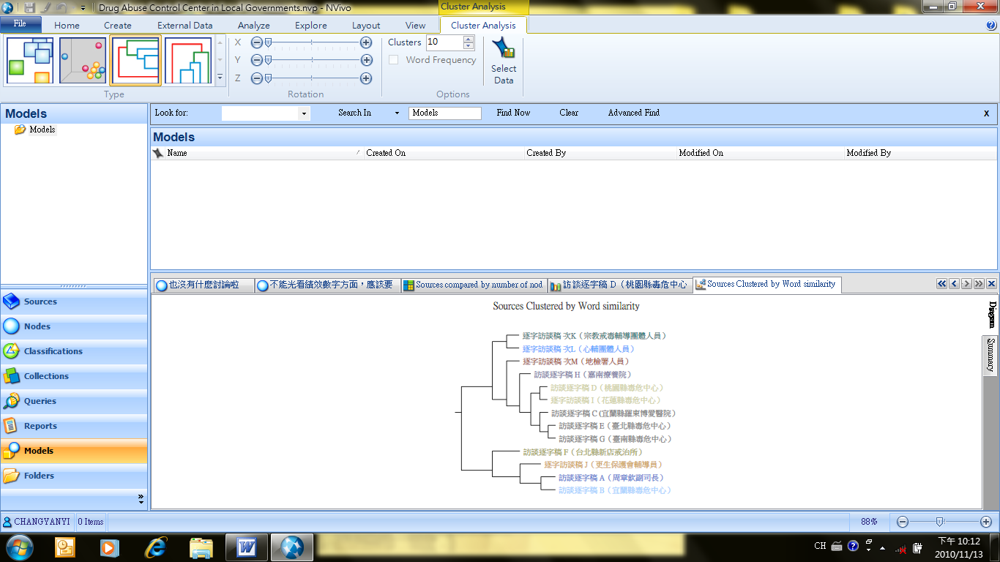 Drug Abuse Control Center in Local Governments.nvp - NVivo
Cluster Analysis
File Home Create External Data Analyze Explore Layout View Cluster Analysis
X
Y
Z
Clusters 10
Word Frequency
Select Data
Type Rotation Options
Models
Models
Look for: Search In Models Find Now Clear Advanced Find x
Models
Name Created On Created By Modified On Modified By
Sources
Nodes
Classifications
Collections
Queries
Reports
Models
Folders
也沒有什麼討論啦 不能光看績效數字方面，應該要 Sources compared by number of nod 訪談逐字稿 D（桃園縣毒危中心 Sources Clustered by Word similarity
Sources Clustered by Word similarity
Diagram
Summary
逐字訪談稿 次K（宗教戒毒輔導團體人員）
逐字訪談稿 次L（心輔團體人員）
逐字訪談稿 次M（地檢署人員）
訪談逐字稿 H（嘉南療養院）
訪談逐字稿 D（桃園縣毒危中心）
逐字訪談稿 I（花蓮縣毒危中心）
訪談逐字稿 C (宜蘭縣羅東博愛醫院）
訪談逐字稿 E（臺北縣毒危中心）
訪談逐字稿 G（臺南縣毒危中心）
訪談逐字稿 F（台北縣新店戒治所）
逐字訪談稿 J（更生保護會輔導員）
訪談逐字稿 A（周章欽副司長）
訪談逐字稿 B（宜蘭縣毒危中心）
CHANGYANYI 0 Items 88%
CH 下午 10:12
2010/11/13